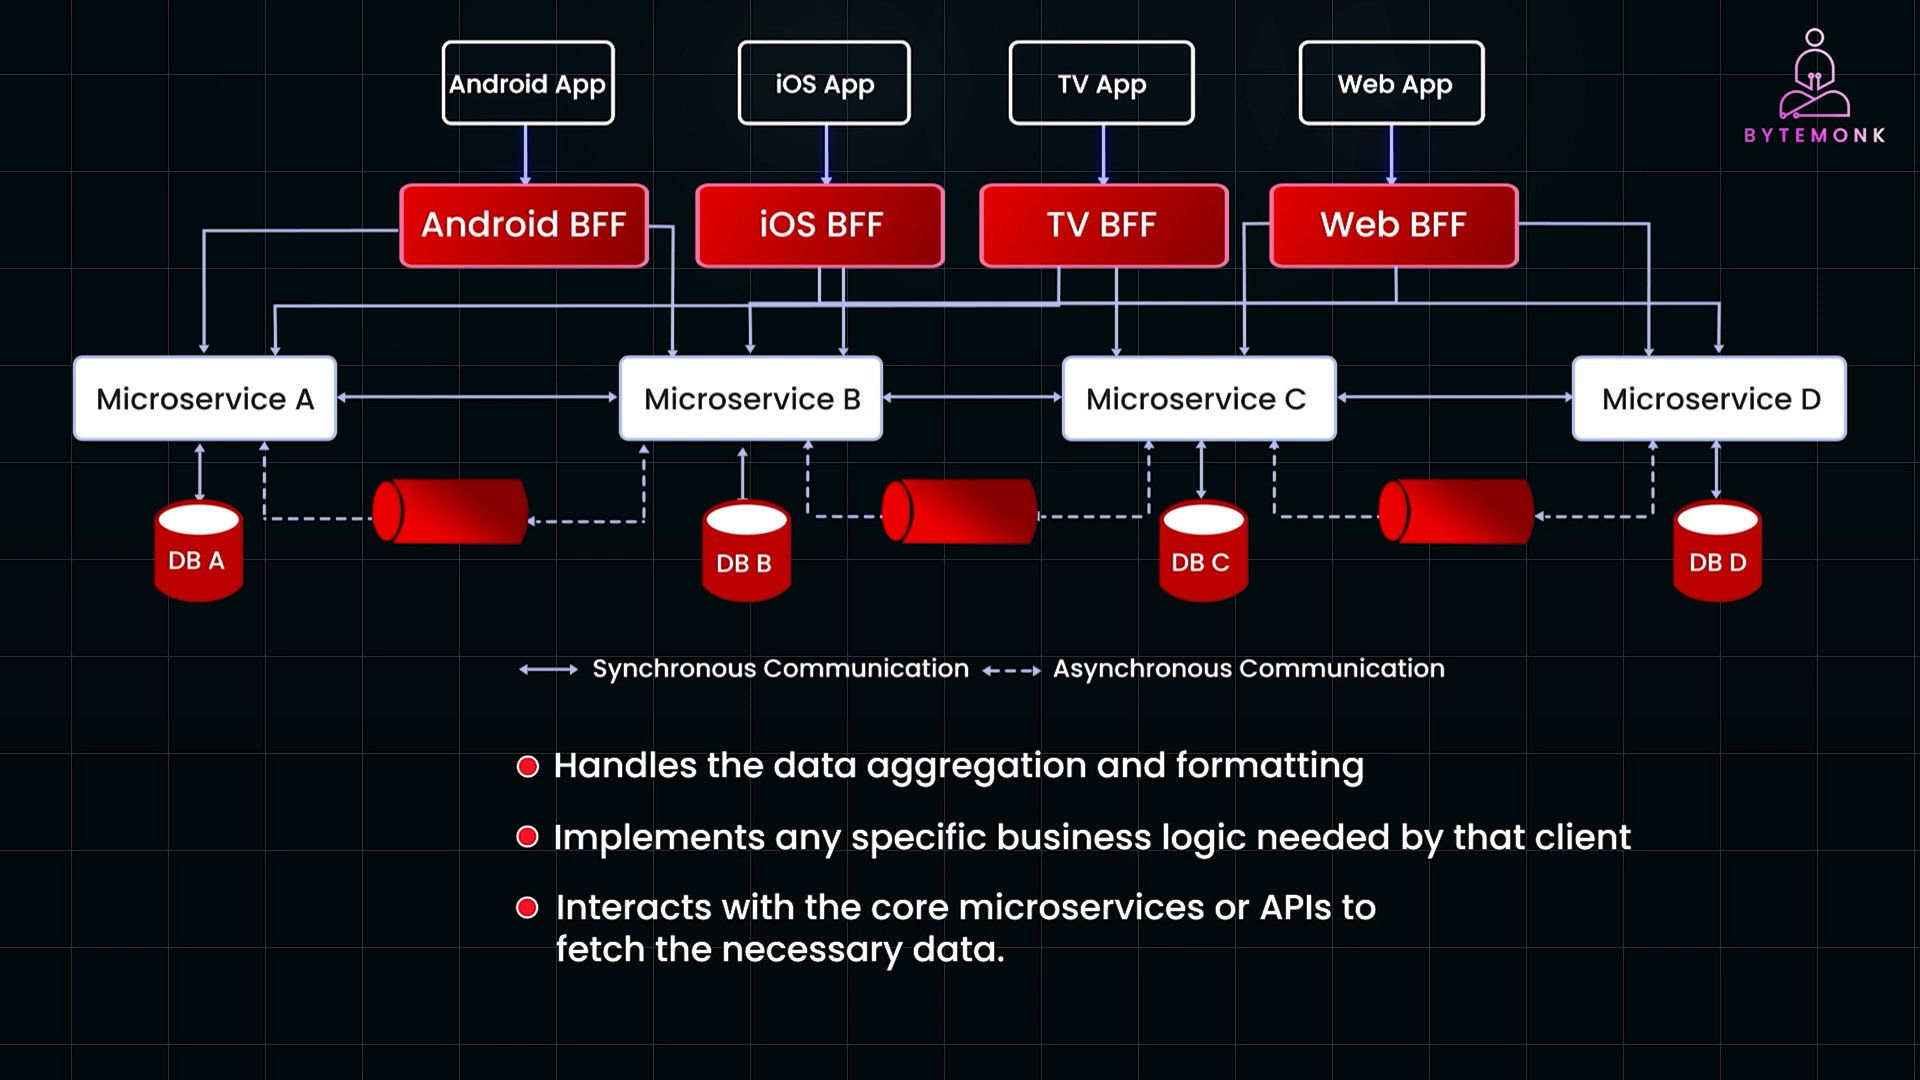 Android App
iOS App
TV App
Web App
BYTEMONK
Android BFF
iOS BFF
TV BFF
Web BFF
Microservice A
Microservice B
Microservice C
Microservice D
DB A
DB B
DB C
DB D
Synchronous Communication
Asynchronous Communication
Handles the data aggregation and formatting
Implements any specific business logic needed by that client
Interacts with the core microservices or APIs to
fetch the necessary data.